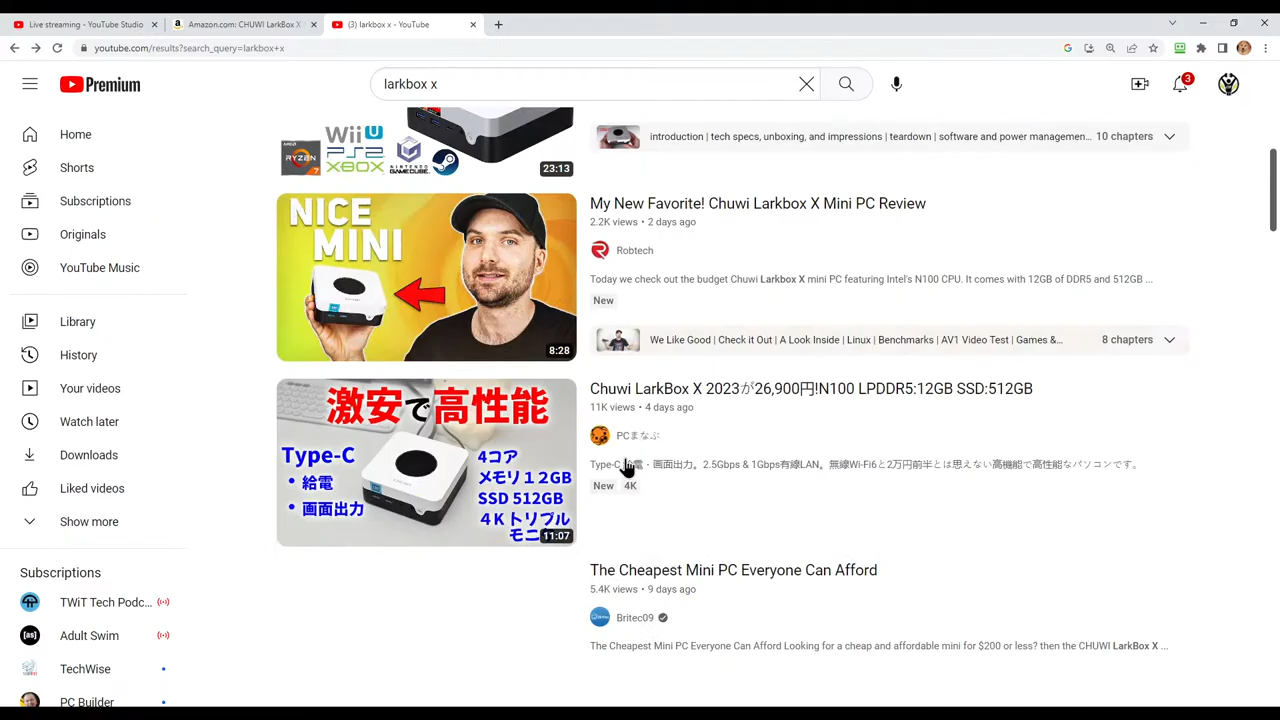 Live streaming - YouTube Studio
Amazon.com: CHUWI LarkBox X
(3) larkbox x - YouTube
youtube.com/results?search_query=larkbox+x
Premium
larkbox x
3
Home
Shorts
Subscriptions
Originals
YouTube Music
Library
History
Your videos
Watch later
Downloads
Liked videos
Show more
Subscriptions
TWiT Tech Podc...
Adult Swim
[as]
TechWise
PC Builder
AMD
RYZEN
7
Wii U
PS2
XBOX
NINTENDO
GAMECUBE
STEAM
23:13
introduction | tech specs, unboxing, and impressions | teardown | software and power managemen... 10 chapters
NICE
MINI
8:28
My New Favorite! Chuwi Larkbox X Mini PC Review
2.2K views • 2 days ago
Robtech
Today we check out the budget Chuwi Larkbox X mini PC featuring Intel's N100 CPU. It comes with 12GB of DDR5 and 512GB ...
New
We Like Good | Check it Out | A Look Inside | Linux | Benchmarks | AV1 Video Test | Games &... 8 chapters
激安で高性能
Type-C
• 給電
• 画面出力
4コア
メモリ12GB
SSD 512GB
4Kトリプル
モニ
11:07
Chuwi LarkBox X 2023が26,900円!N100 LPDDR5:12GB SSD:512GB
11K views • 4 days ago
PCまなぶ
Type-C給電・画面出力。2.5Gbps & 1Gbps有線LAN。無線Wi-Fi6と2万円前半とは思えない高機能で高性能なパソコンです。
New 4K
The Cheapest Mini PC Everyone Can Afford
5.4K views • 9 days ago
Britec09
The Cheapest Mini PC Everyone Can Afford Looking for a cheap and affordable mini for $200 or less? then the CHUWI LarkBox X ...